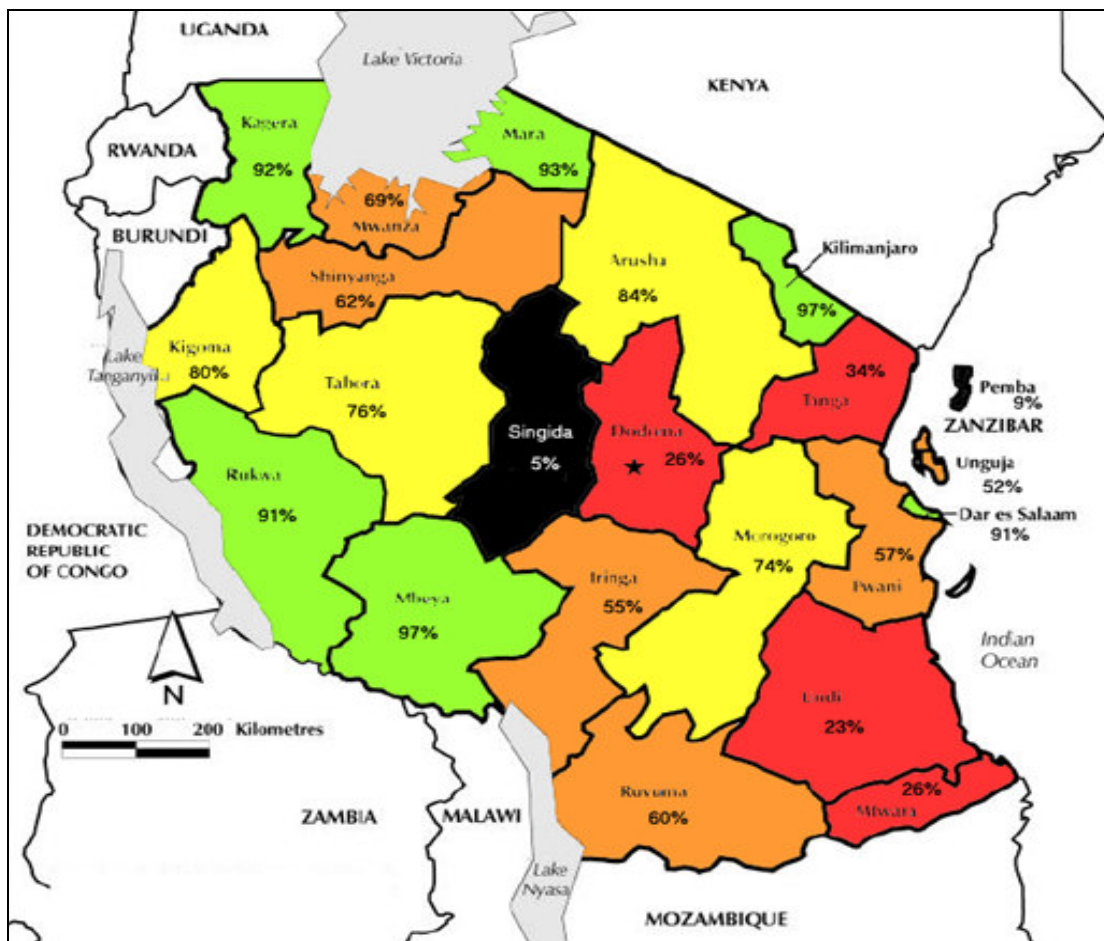 UGANDA
Lake Victoria
KENYA
Kagera
92%
Mara
93%
RWANDA
69%
Mwanza
BURUNDI
Kilimanjaro
97%
Arusha
84%
Shinyanga
62%
Kigoma
80%
Lake
Tanganyika
Tabora
76%
34%
Tanga
Pemba
9%
ZANZIBAR
Singida
5%
Dodoma
26%
Unguja
52%
Rukwa
91%
Dar es Salaam
91%
DEMOCRATIC
REPUBLIC
OF CONGO
Morogoro
74%
57%
Pwani
Iringa
55%
Mbeya
97%
Indian
Ocean
N
0 100 200 Kilometres
Lindi
23%
Ruvuma
60%
26%
Mtwara
ZAMBIA
MALAWI
Lake
Nyasa
MOZAMBIQUE